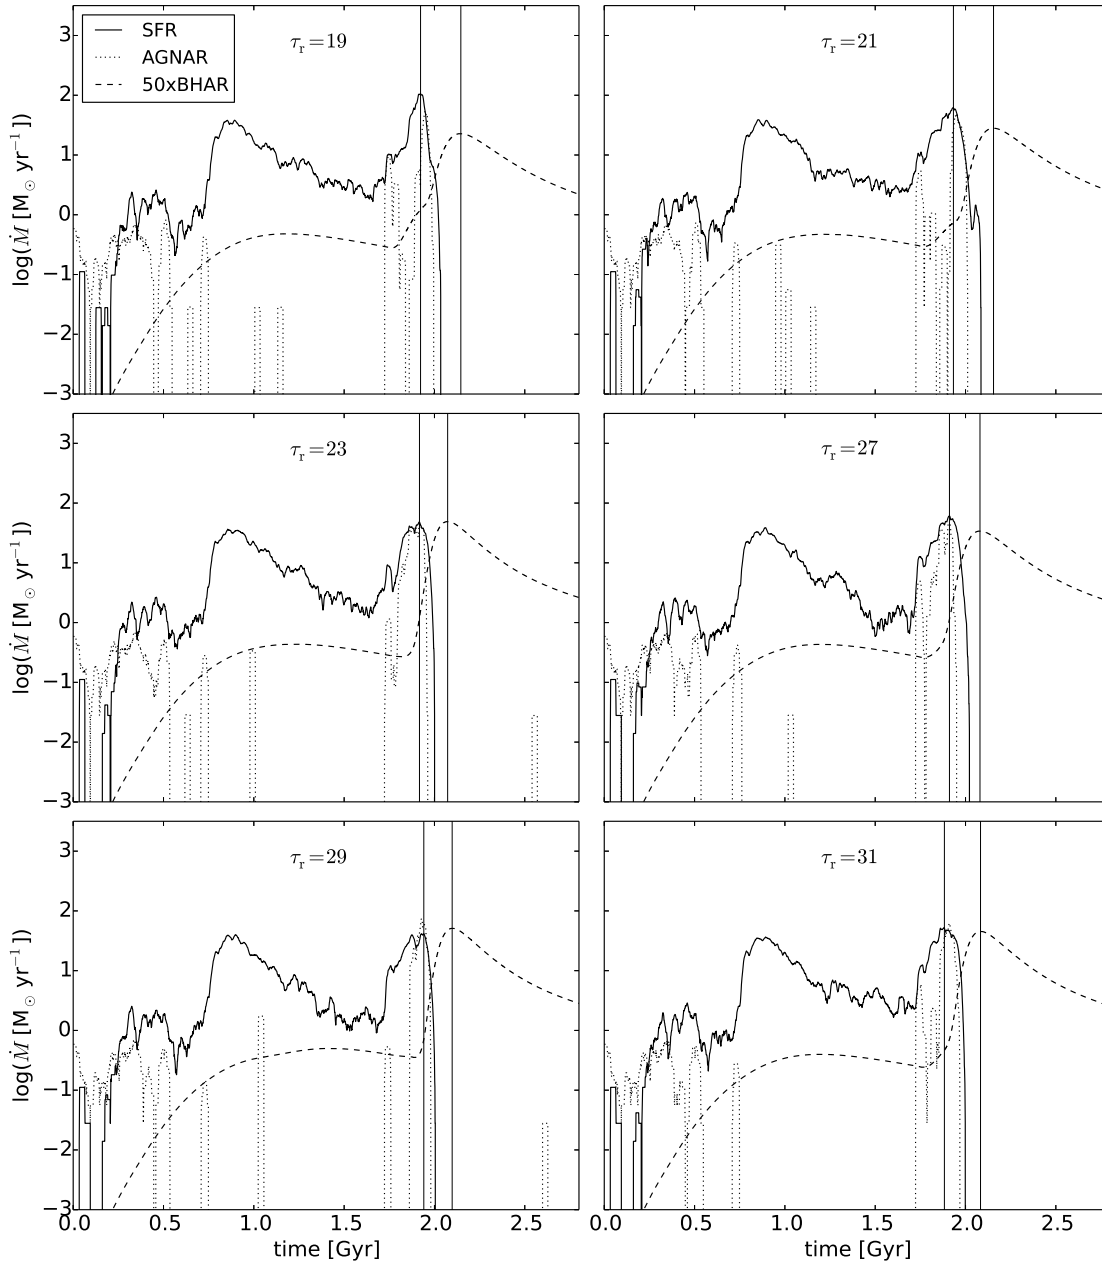 SFR
AGNAR
50xBHAR
τr=19
τr=21
3
2
1
0
−1
−2
−3
log(Ṁ [M⊙ yr−1])
τr=23
τr=27
3
2
1
0
−1
−2
−3
log(Ṁ [M⊙ yr−1])
τr=29
τr=31
3
2
1
0
−1
−2
−3
log(Ṁ [M⊙ yr−1])
0.0 0.5 1.0 1.5 2.0 2.5
0.0 0.5 1.0 1.5 2.0 2.5
time [Gyr]
time [Gyr]